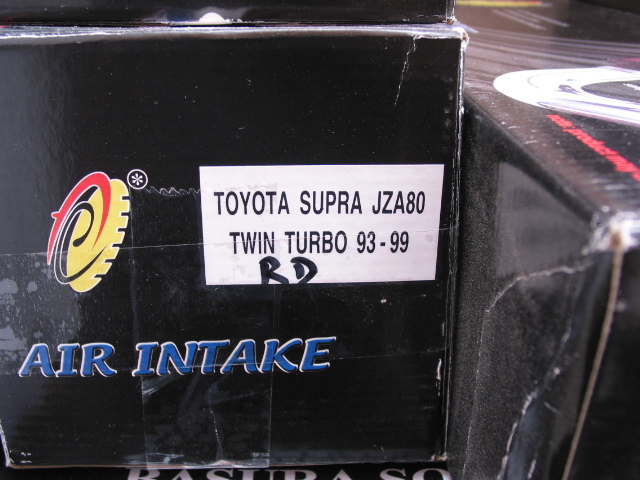 TOYOTA SUPRA JZA80
TWIN TURBO 93-99
RD
AIR INTAKE